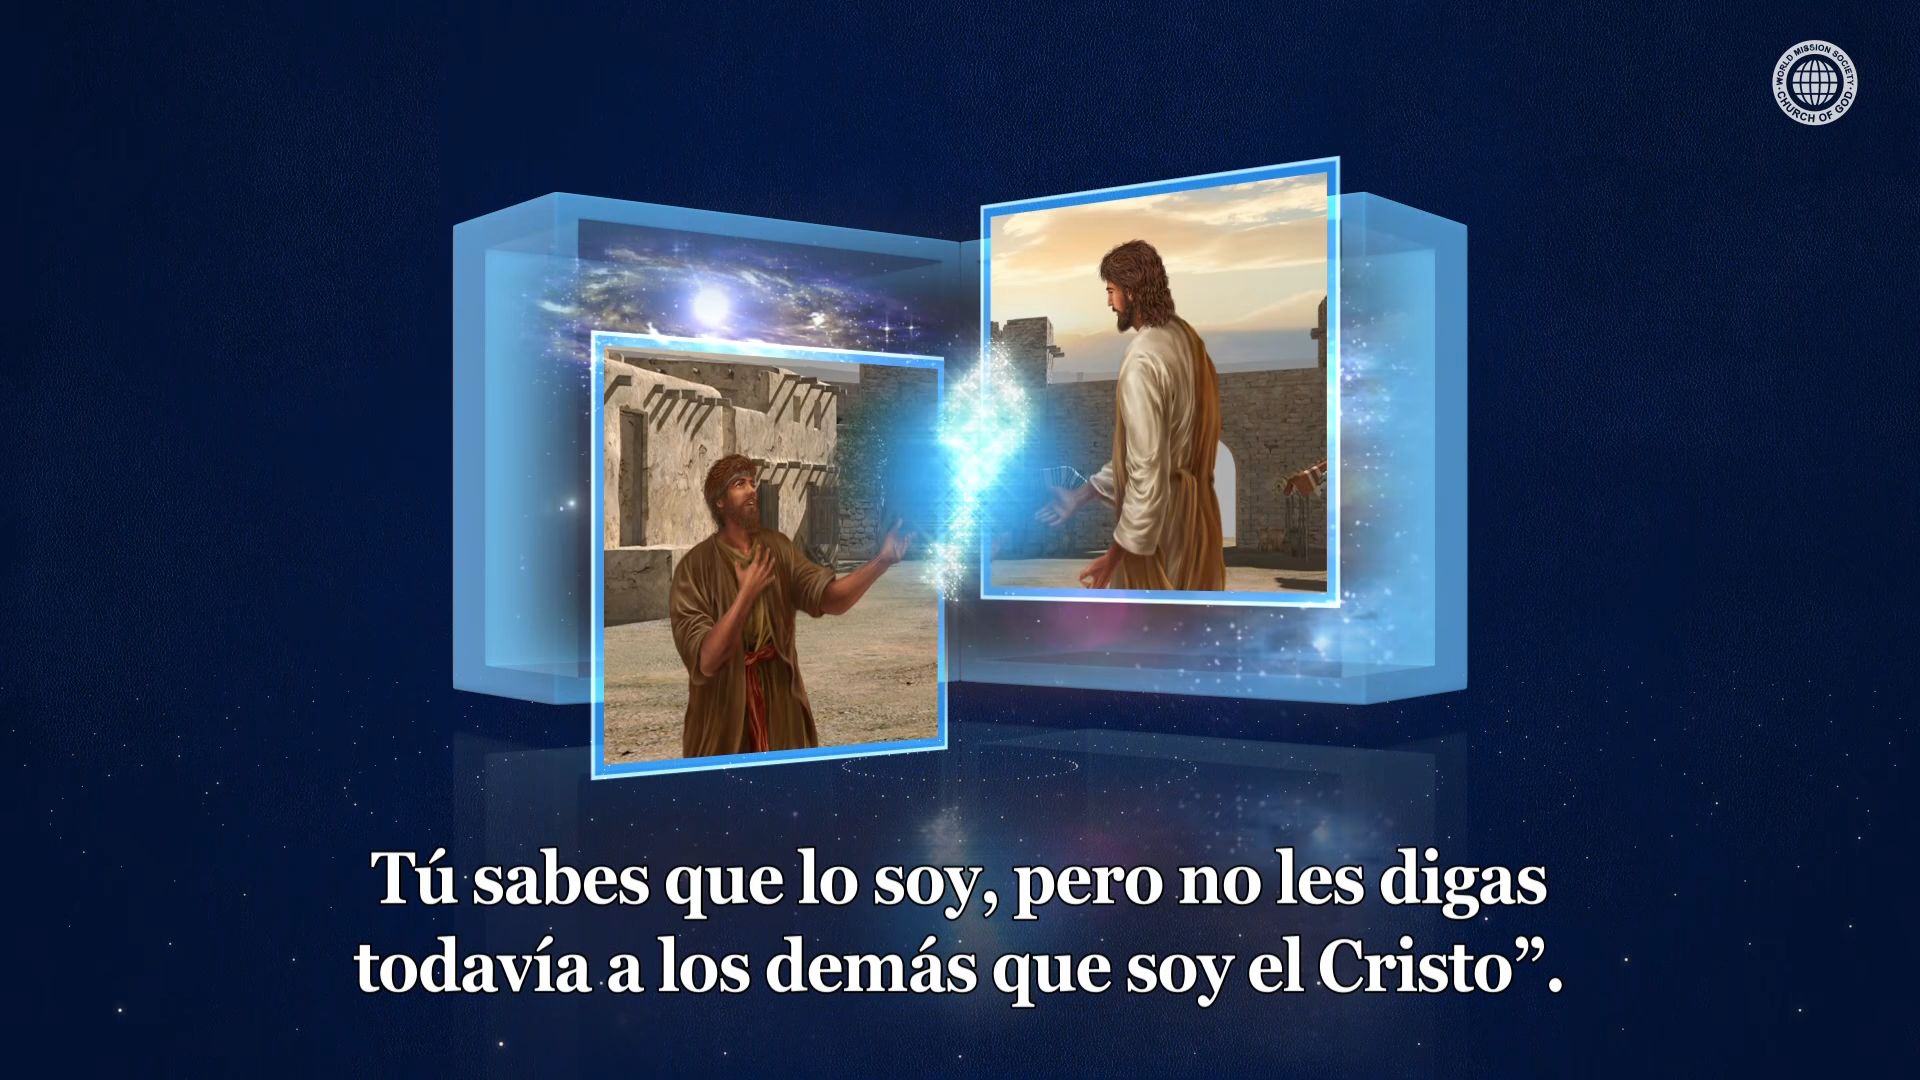 WORLD MISSION SOCIETY
CHURCH OF GOD
Tú sabes que lo soy, pero no les digas
todavía a los demás que soy el Cristo”.